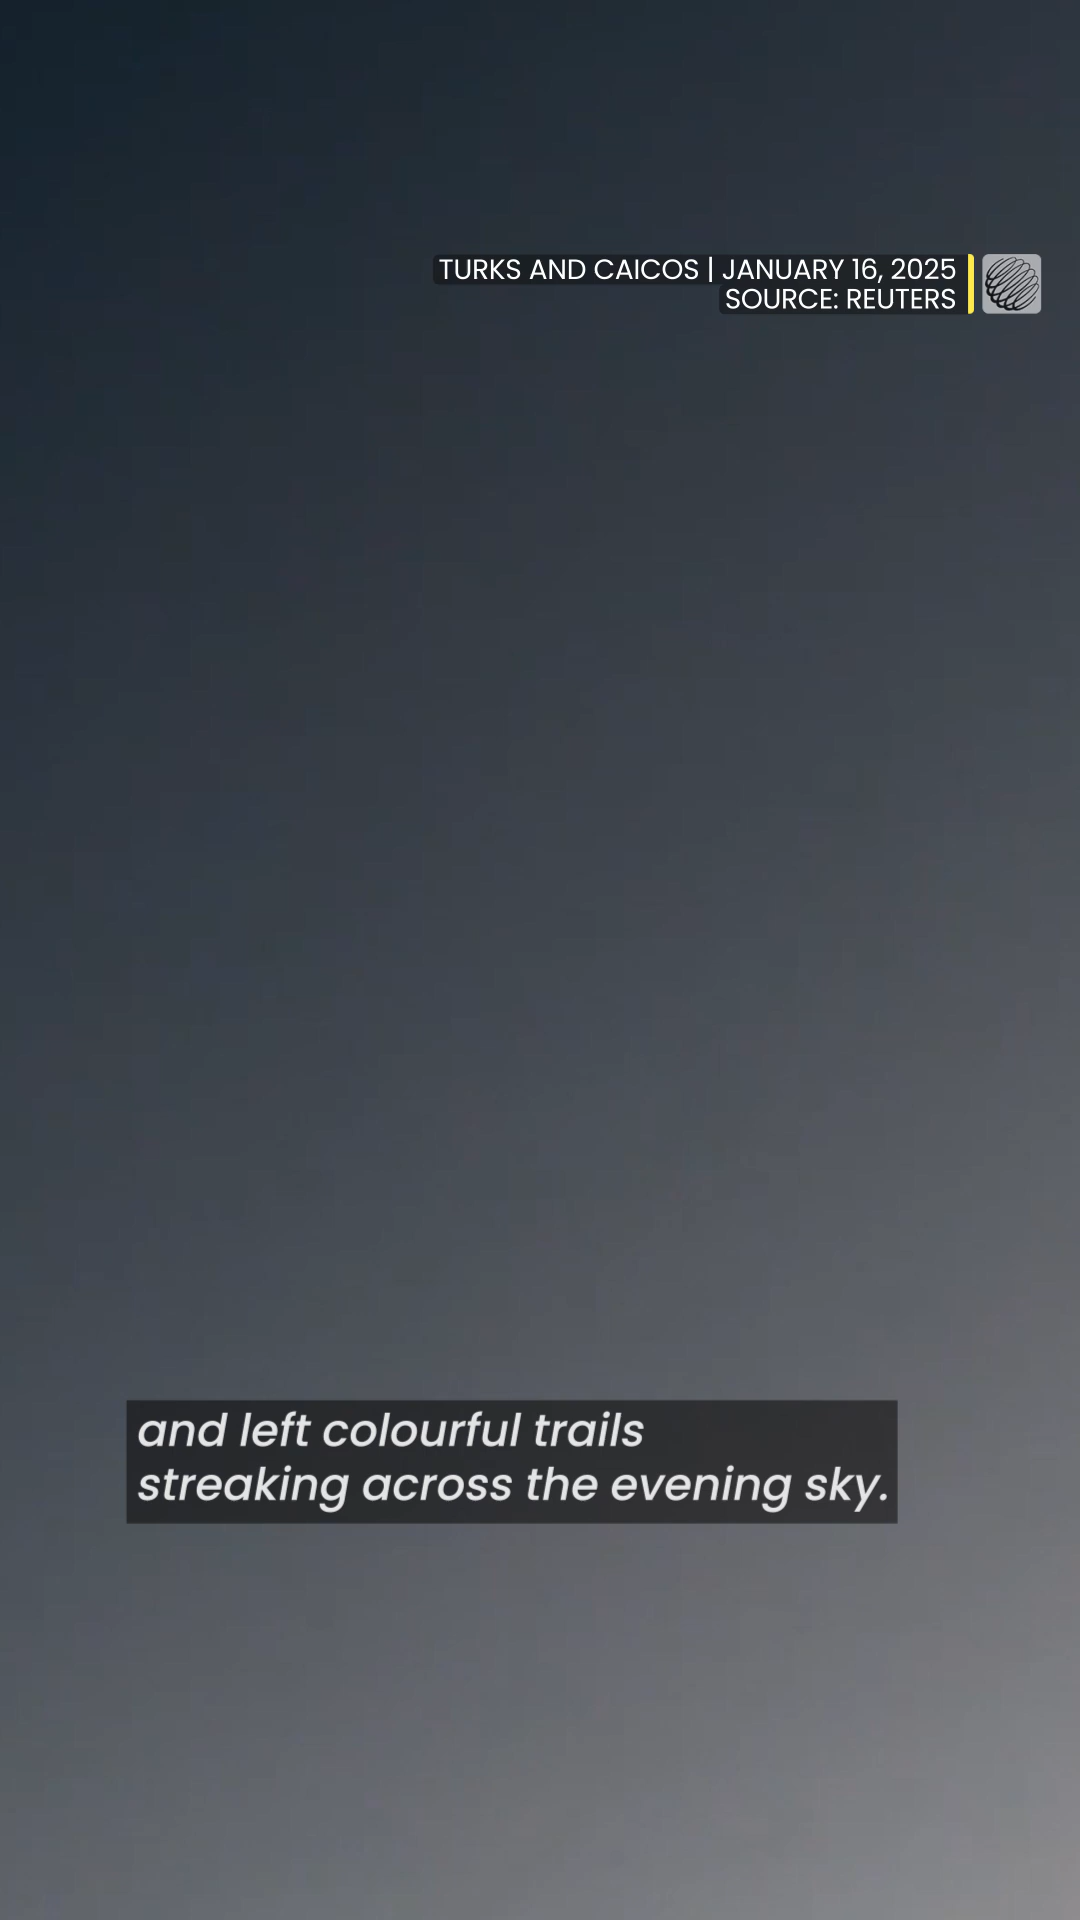 TURKS AND CAICOS | JANUARY 16, 2025
SOURCE: REUTERS
and left colourful trails
streaking across the evening sky.